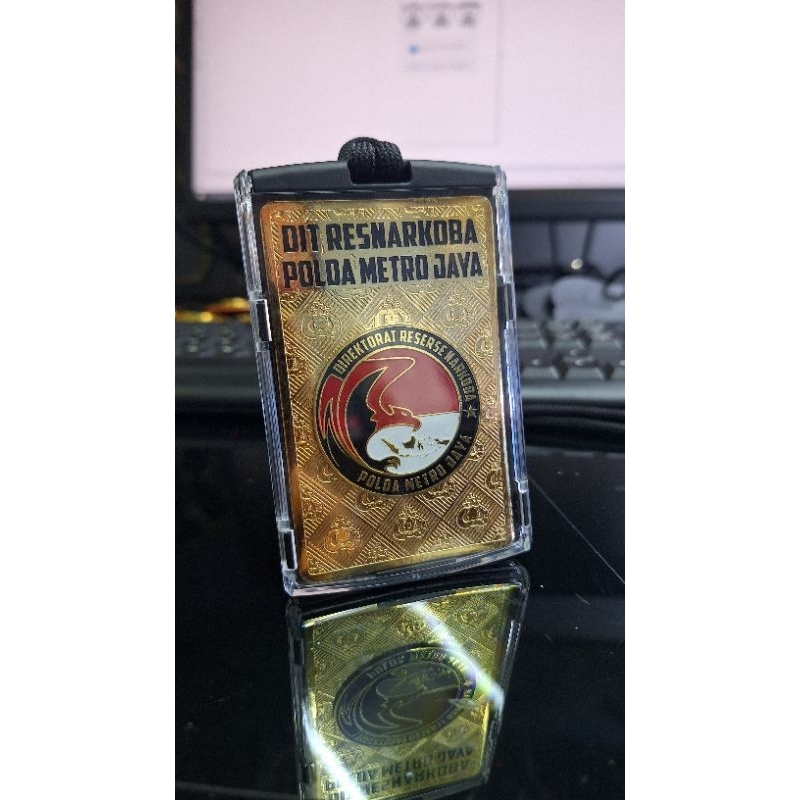 DIT RESNARKOBA
POLDA METRO JAYA
DIREKTORAT RESERSE NARKOBA
POLDA METRO JAYA